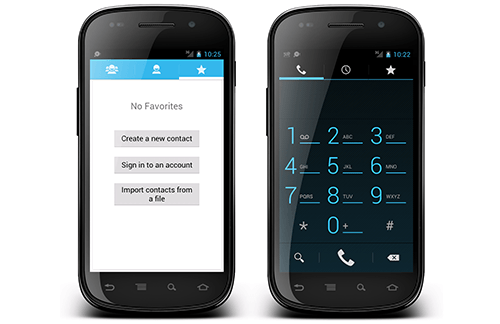 10:25
No Favorites
Create a new contact
Sign in to an account
Import contacts from
a file
10:22
1 2 ABC 3 DEF
4 GHI 5 JKL 6 MNO
7 PQRS 8 TUV 9 WXYZ
* 0 + #